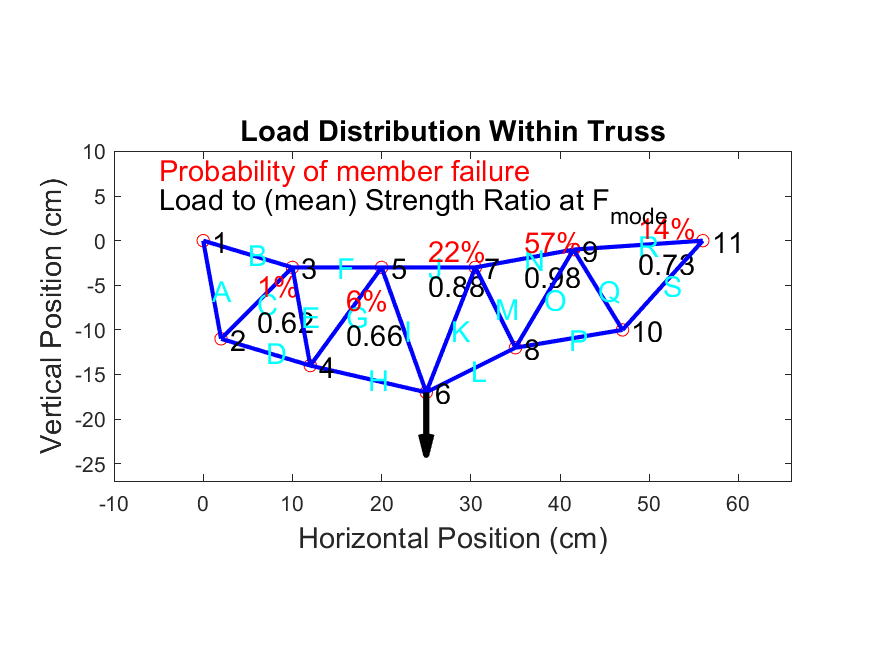 Load Distribution Within Truss
Probability of member failure
Load to (mean) Strength Ratio at Fmode
10
5
0
-5
-10
-15
-20
-25
Vertical Position (cm)
-10
0
10
20
30
40
50
60
Horizontal Position (cm)
1
2
3
4
5
6
7
8
9
10
11
A
B
C
D
E
F
G
H
I
J
K
L
M
N
O
P
Q
R
S
1%
0.62
6%
0.66
22%
0.88
57%
0.98
14%
0.73